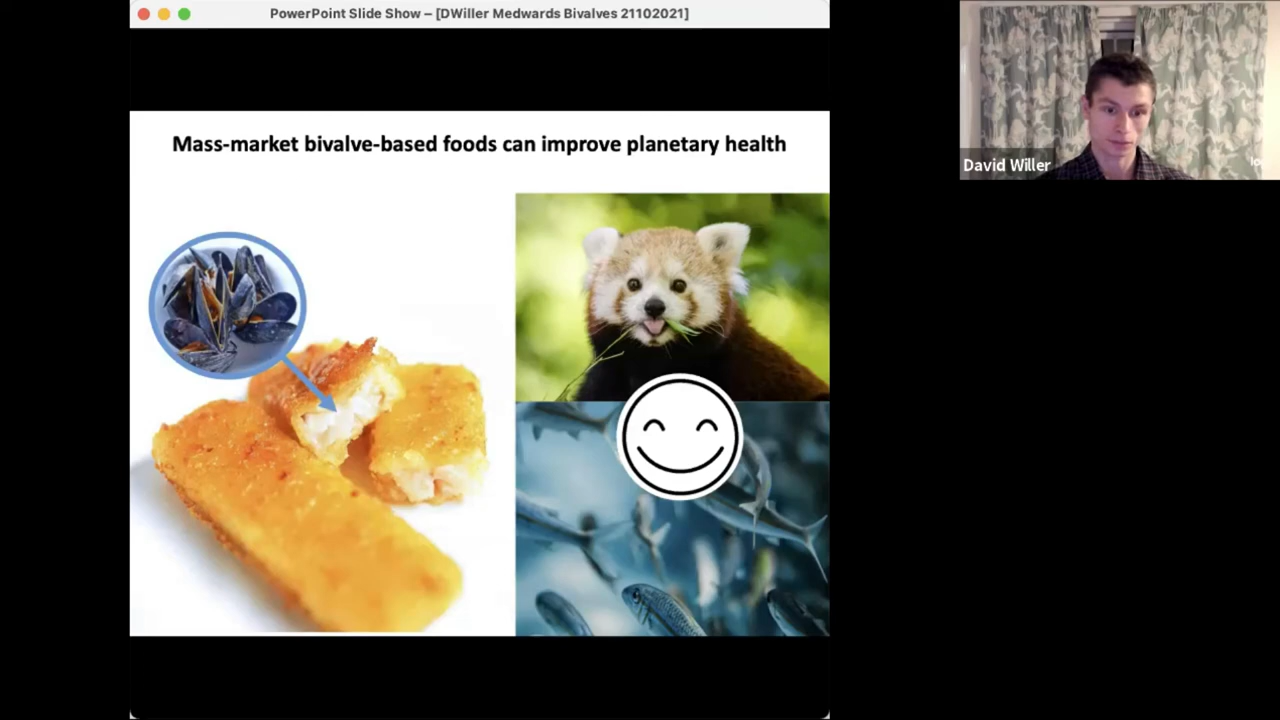 PowerPoint Slide Show – [DWiller Medwards Bivalves 21102021]
Mass-market bivalve-based foods can improve planetary health
David Willer